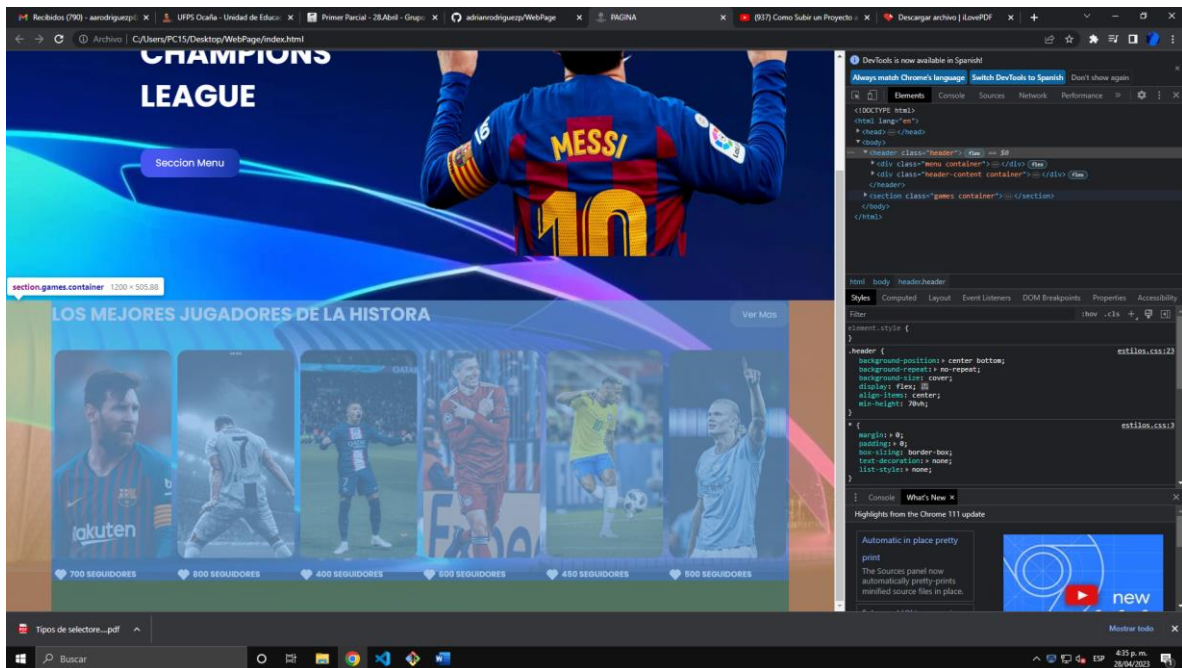 Recibidos (790) - aarodriguezp@
UFPS Ocaña - Unidad de Educac
Primer Parcial - 28.Abril - Grupo
adrianrodriguezp/WebPage
PAGINA
(937) Como Subir un Proyecto a
Descargar archivo | iLovePDF
Archivo | C:/Users/PC15/Desktop/WebPage/index.html
CHAMPIONS
LEAGUE
Seccion Menu
16
MESSI
10
LaLiga
section.games.container 1200 × 505.88
LOS MEJORES JUGADORES DE LA HISTORA
Ver Mas
Rakuten
7
QATAR
700 SEGUIDORES
800 SEGUIDORES
400 SEGUIDORES
600 SEGUIDORES
450 SEGUIDORES
500 SEGUIDORES
DevTools is now available in Spanish!
Always match Chrome's language Switch DevTools to Spanish Don't show again
Elements Console Sources Network Performance »
<!DOCTYPE html>
<html lang="en">
<head>…</head>
<body>
<header class="header"> flex == $0
<div class="menu container">…</div> flex
<div class="header-content container">…</div> flex
</header>
<section class="games container">…</section>
</body>
</html>
html body header.header
Styles Computed Layout Event Listeners DOM Breakpoints Properties Accessibility
Filter :hov .cls +
element.style {
}
.header { estilos.css:23
background-position: center bottom;
background-repeat: no-repeat;
background-size: cover;
display: flex;
align-items: center;
min-height: 70vh;
}
* { estilos.css:3
margin: 0;
padding: 0;
box-sizing: border-box;
text-decoration: none;
list-style: none;
}
Console What's New ×
Highlights from the Chrome 111 update
Automatic in place pretty
print
The Sources panel now
automatically pretty-prints
minified source files in place.
new
Tipos de selectore....pdf
Mostrar todo
Buscar
ESP
4:35 p. m.
28/04/2023